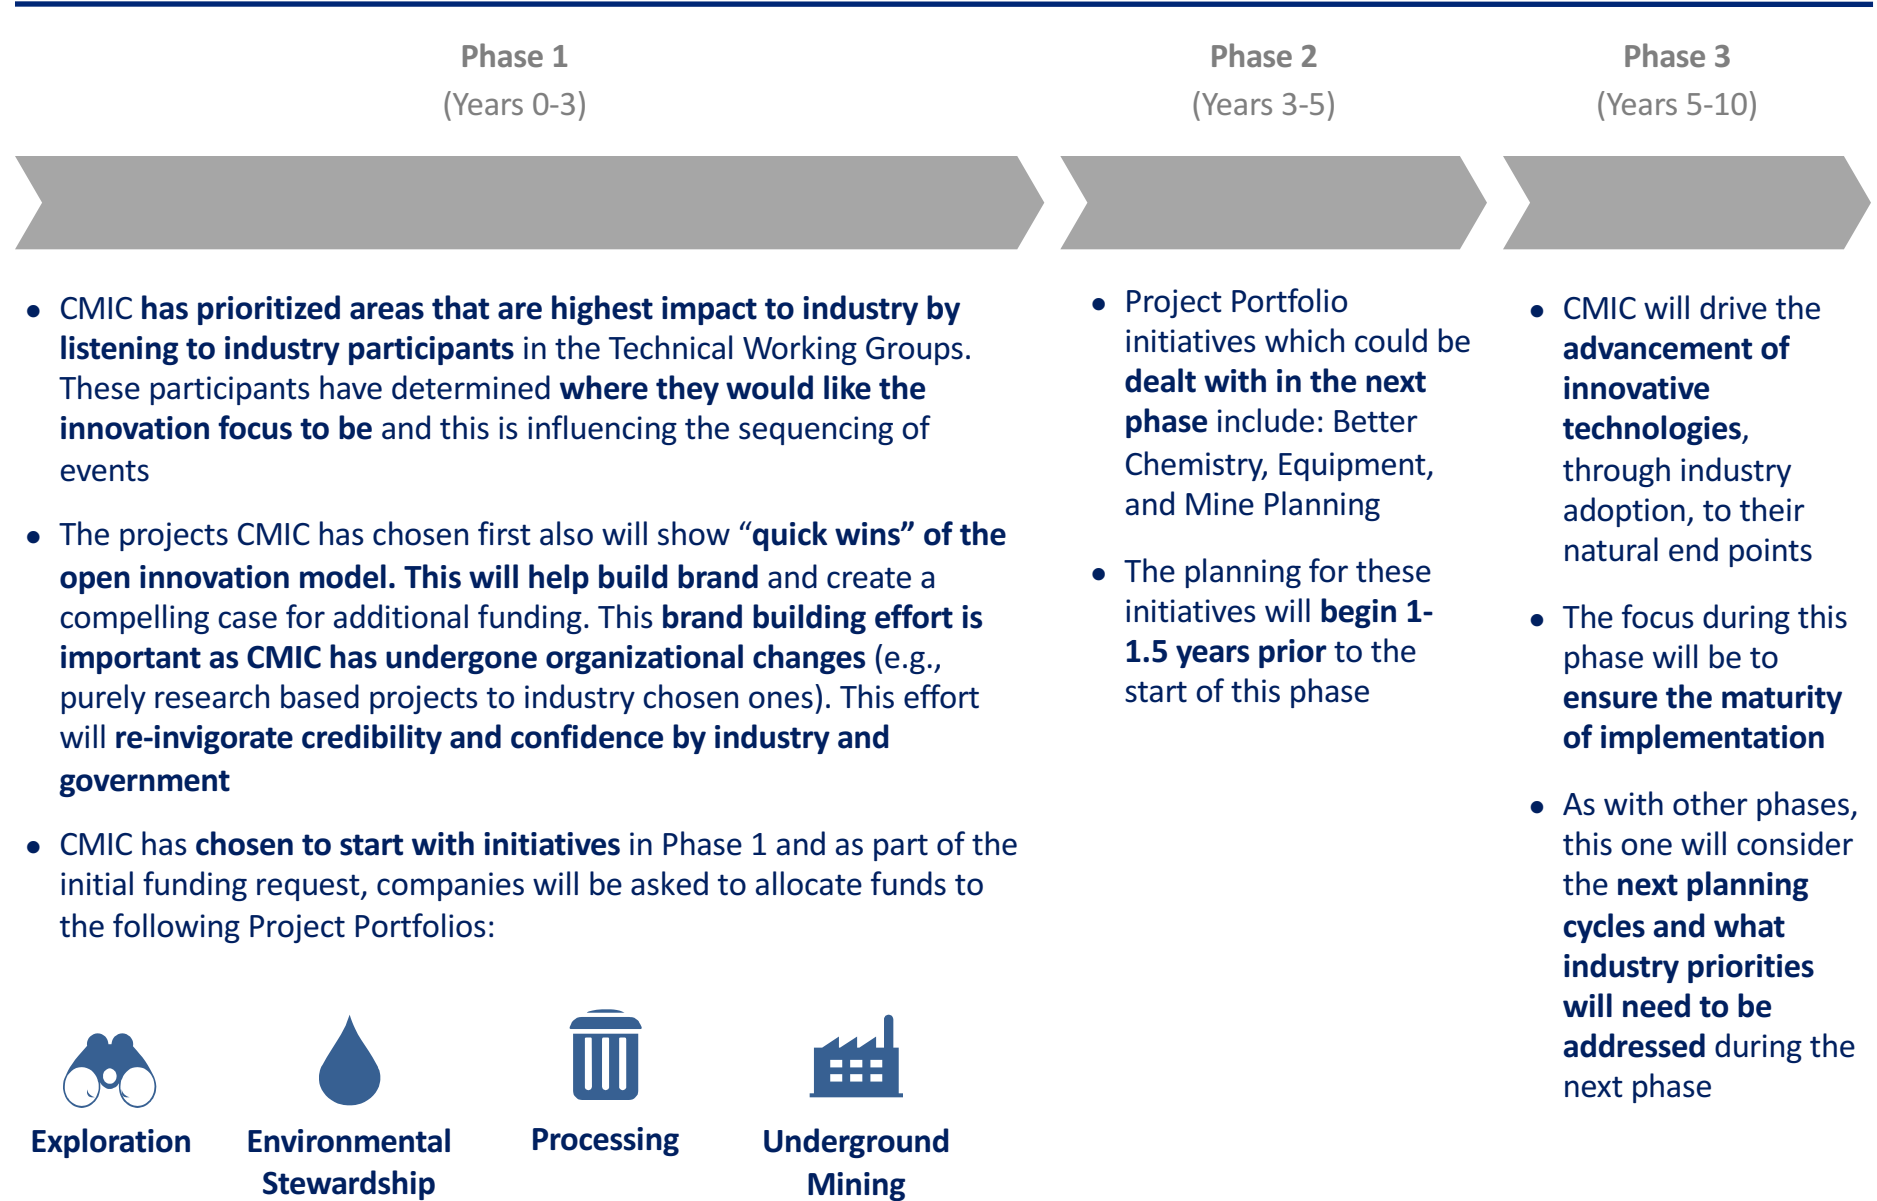 Phase 1
(Years 0-3)
Phase 2
(Years 3-5)
Phase 3
(Years 5-10)
• CMIC has prioritized areas that are highest impact to industry by
listening to industry participants in the Technical Working Groups.
These participants have determined where they would like the
innovation focus to be and this is influencing the sequencing of
events
• The projects CMIC has chosen first also will show “quick wins” of the
open innovation model. This will help build brand and create a
compelling case for additional funding. This brand building effort is
important as CMIC has undergone organizational changes (e.g.,
purely research based projects to industry chosen ones). This effort
will re-invigorate credibility and confidence by industry and
government
• CMIC has chosen to start with initiatives in Phase 1 and as part of the
initial funding request, companies will be asked to allocate funds to
the following Project Portfolios:
Exploration
Environmental
Stewardship
Processing
Underground
Mining
• Project Portfolio
initiatives which could be
dealt with in the next
phase include: Better
Chemistry, Equipment,
and Mine Planning
• The planning for these
initiatives will begin 1-
1.5 years prior to the
start of this phase
• CMIC will drive the
advancement of
innovative
technologies,
through industry
adoption, to their
natural end points
• The focus during this
phase will be to
ensure the maturity
of implementation
• As with other phases,
this one will consider
the next planning
cycles and what
industry priorities
will need to be
addressed during the
next phase